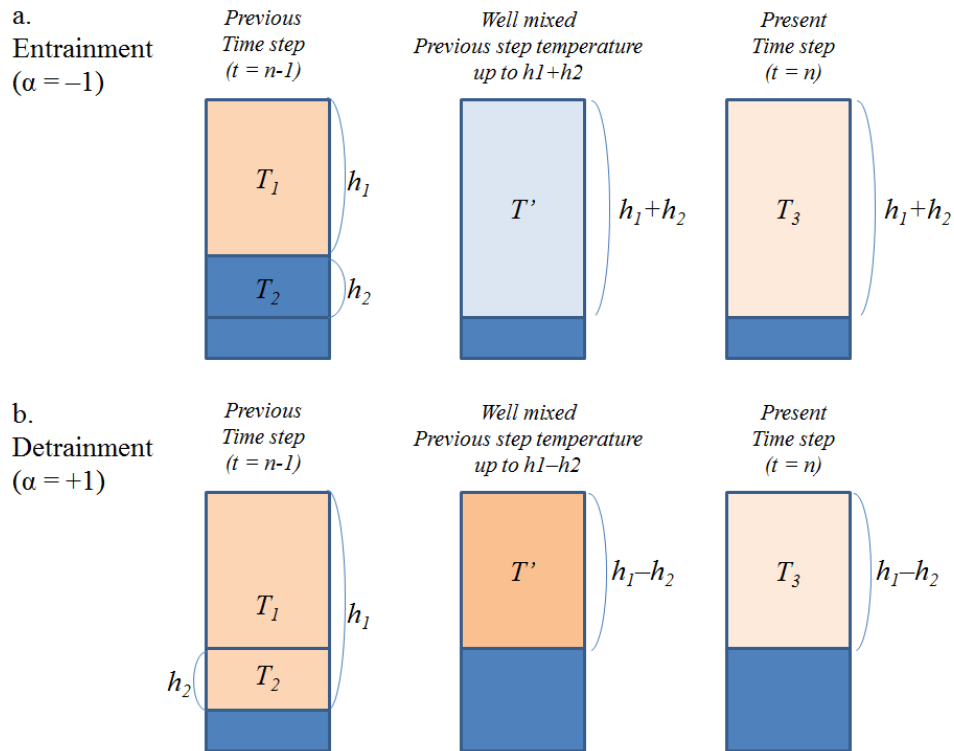 a.
Entrainment
(α = –1)
Previous
Time step
(t = n-1)
Well mixed
Previous step temperature
up to h1+h2
Present
Time step
(t = n)
T1
h1
T2
h2
T’
h1+h2
T3
h1+h2
b.
Detrainment
(α = +1)
Previous
Time step
(t = n-1)
Well mixed
Previous step temperature
up to h1–h2
Present
Time step
(t = n)
T1
h1
T2
h2
T’
h1–h2
T3
h1–h2